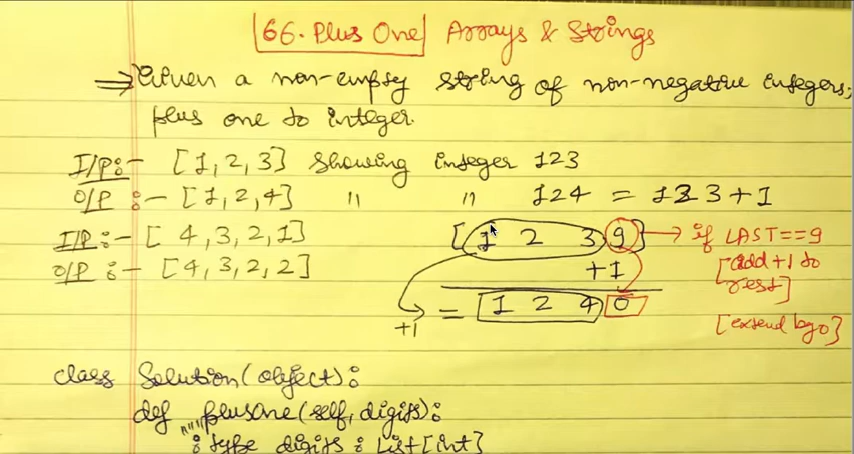 66. Plus One Arrays & Strings
⇒ Given a non-empty string of non-negative integers,
plus one to integer.
I/P:- [1,2,3] Showing integer 123
O/P :- [1,2,4] " " 124 = 123+1
I/P:- [4,3,2,1] [1 2 3 9] → if LAST==9
O/P :- [4,3,2,2] +1 [add+1 to
rest]
+1 = 1 2 4 0 [extend by 0]
class Solution(object):
def plusOne(self, digits):
""" : type digits : List[int]